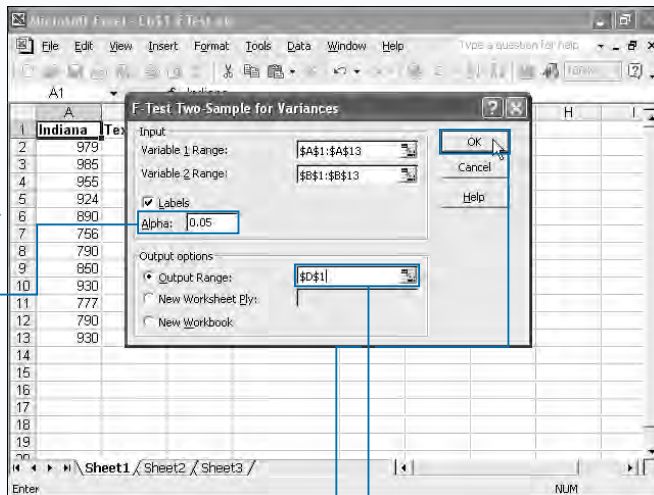 Microsoft Excel - Ch11 FTest.xls
File Edit View Insert Format Tools Data Window Help
Type a question for help
A1
Indiana
A H I
1 Indiana Tex
2 979
3 985
4 955
5 924
6 890
7 756
8 790
9 850
10 930
11 777
12 790
13 930
14
15
16
17
18
19
F-Test Two-Sample for Variances
Input
Variable 1 Range: $A$1:$A$13
Variable 2 Range: $B$1:$B$13
Labels
Alpha: 0.05
Output options
Output Range: $D$1
New Worksheet Ply:
New Workbook
OK
Cancel
Help
Sheet1 / Sheet2 / Sheet3 /
Enter NUM